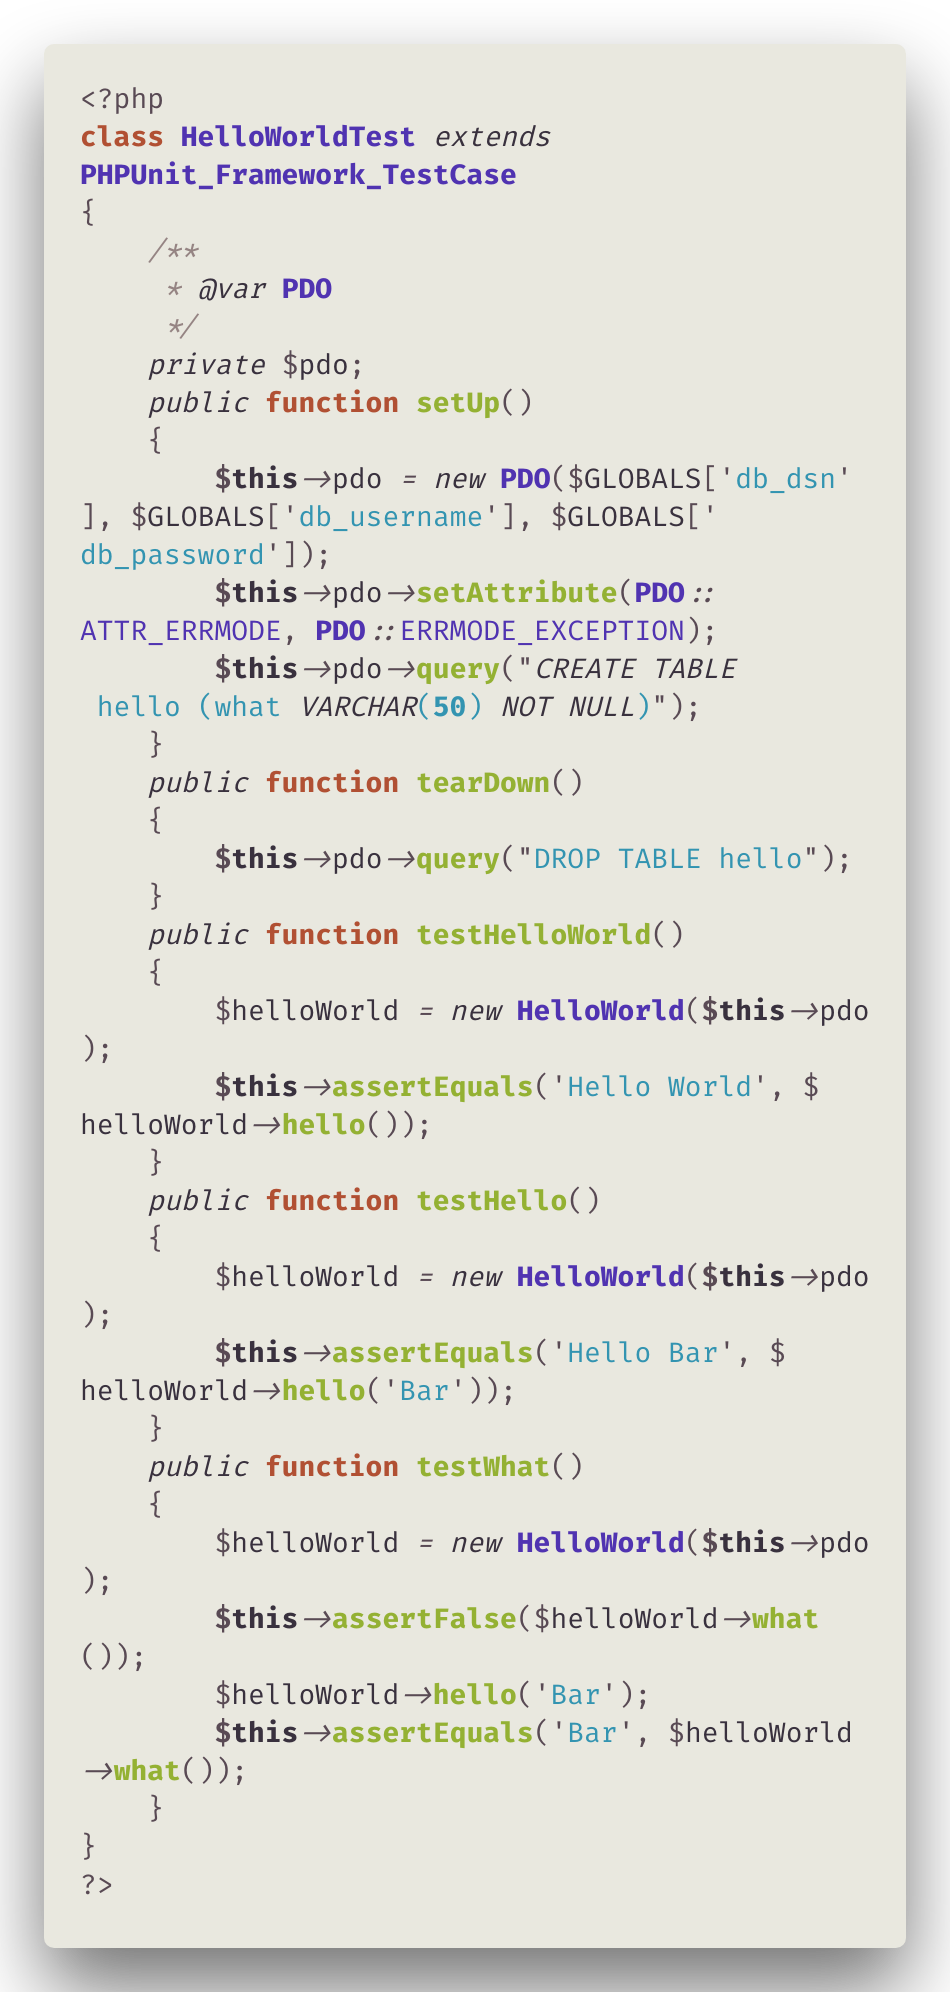 <?php
class HelloWorldTest extends
PHPUnit_Framework_TestCase
{
    /**
     * @var PDO
     */
    private $pdo;
    public function setUp()
    {
        $this->pdo = new PDO($GLOBALS['db_dsn'
], $GLOBALS['db_username'], $GLOBALS['
db_password']);
        $this->pdo->setAttribute(PDO::
ATTR_ERRMODE, PDO::ERRMODE_EXCEPTION);
        $this->pdo->query("CREATE TABLE
 hello (what VARCHAR(50) NOT NULL)");
    }
    public function tearDown()
    {
        $this->pdo->query("DROP TABLE hello");
    }
    public function testHelloWorld()
    {
        $helloWorld = new HelloWorld($this->pdo
);
        $this->assertEquals('Hello World', $
helloWorld->hello());
    }
    public function testHello()
    {
        $helloWorld = new HelloWorld($this->pdo
);
        $this->assertEquals('Hello Bar', $
helloWorld->hello('Bar'));
    }
    public function testWhat()
    {
        $helloWorld = new HelloWorld($this->pdo
);
        $this->assertFalse($helloWorld->what
());
        $helloWorld->hello('Bar');
        $this->assertEquals('Bar', $helloWorld
->what());
    }
}
?>